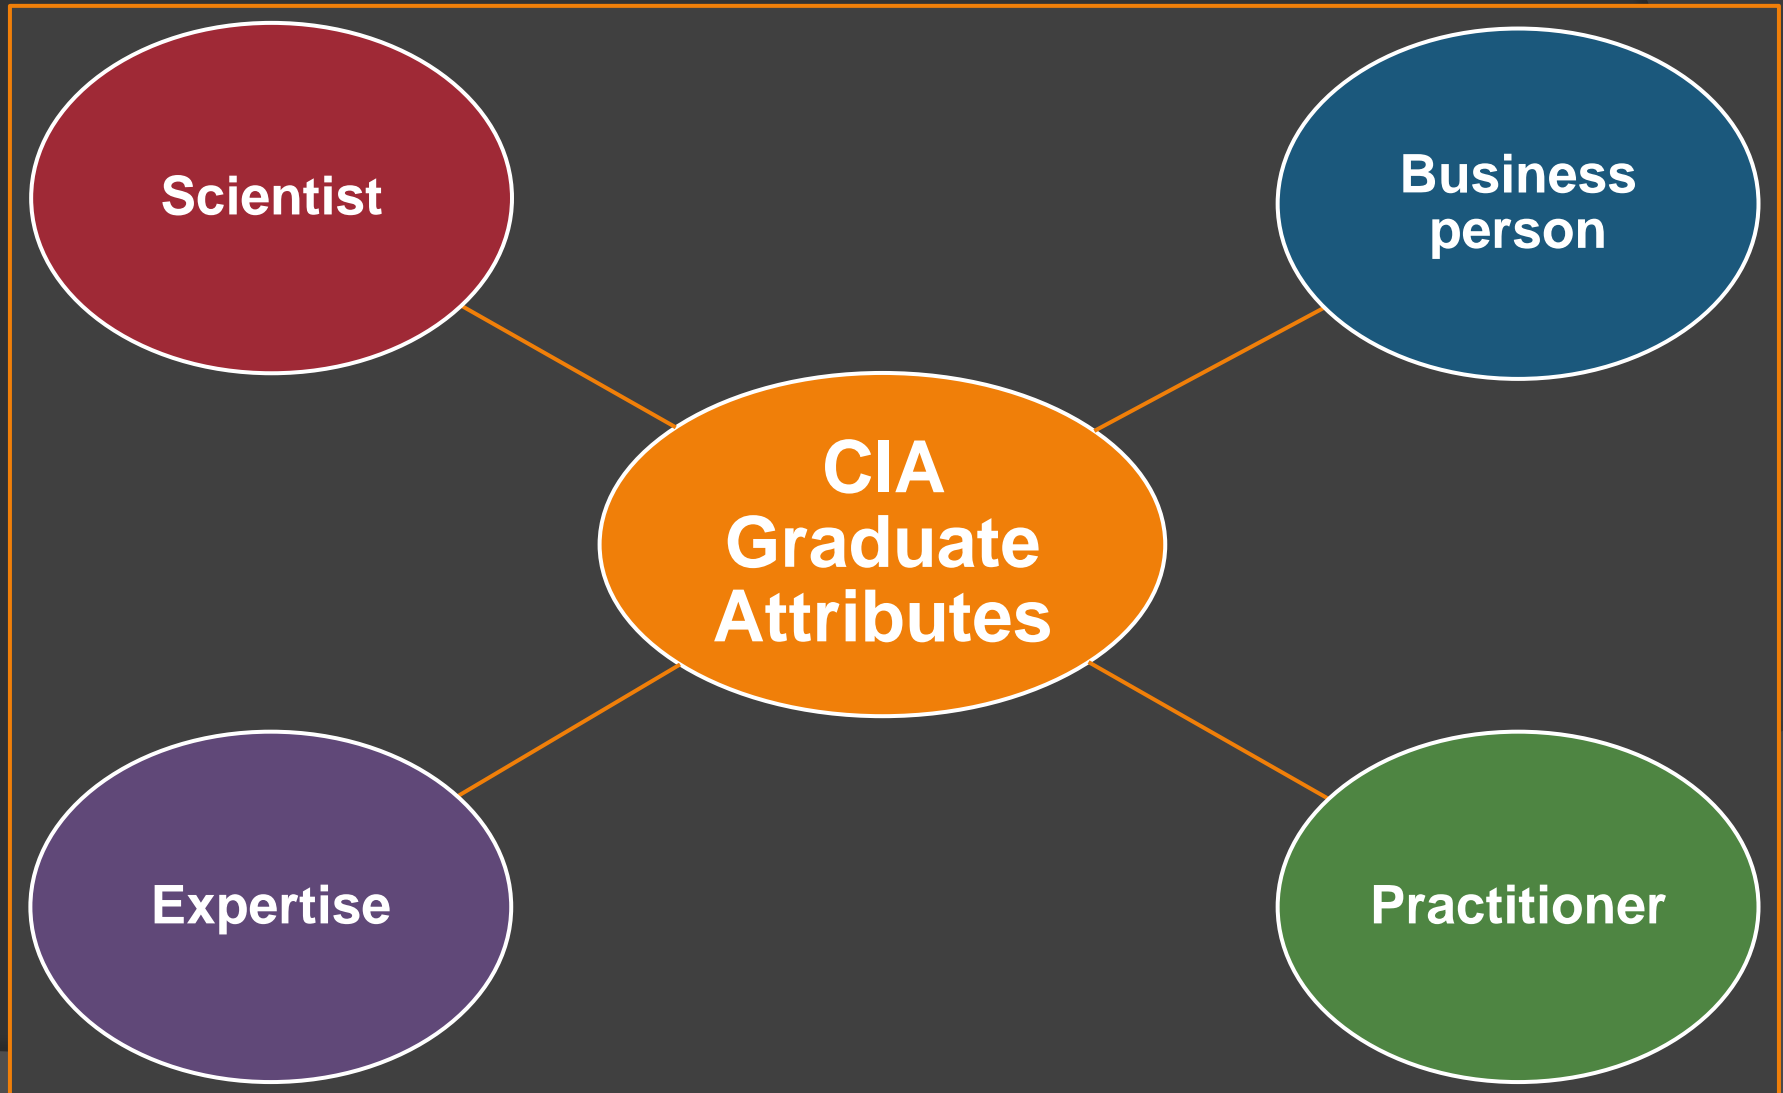 Scientist
Business
person
CIA
Graduate
Attributes
Expertise
Practitioner